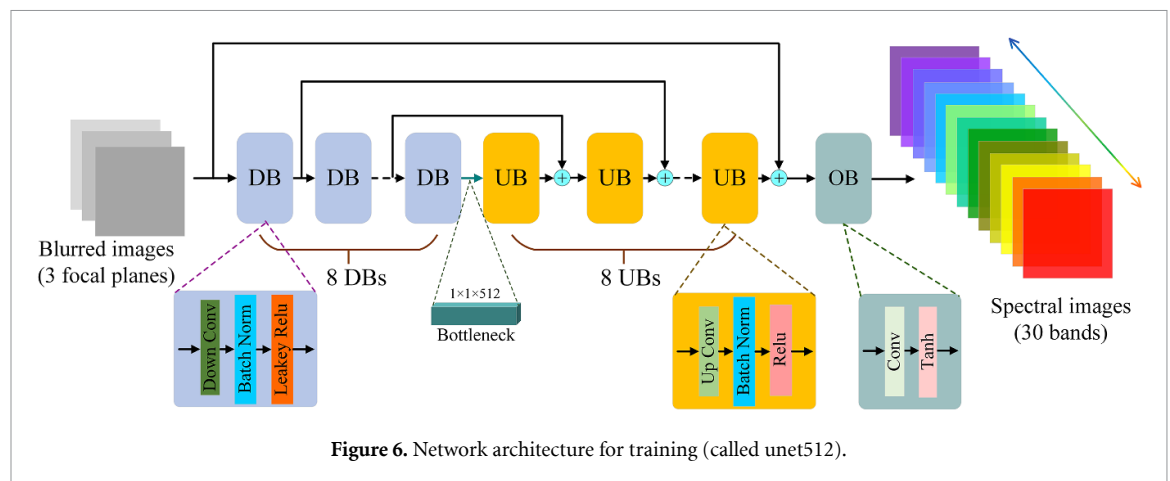 DB
DB
DB
UB
UB
UB
OB
+
+
+
Blurred images
(3 focal planes)
8 DBs
8 UBs
1×1×512
Bottleneck
Spectral images
(30 bands)
Down Conv
Batch Norm
Leakey Relu
Up Conv
Batch Norm
Relu
Conv
Tanh
Figure 6. Network architecture for training (called unet512).